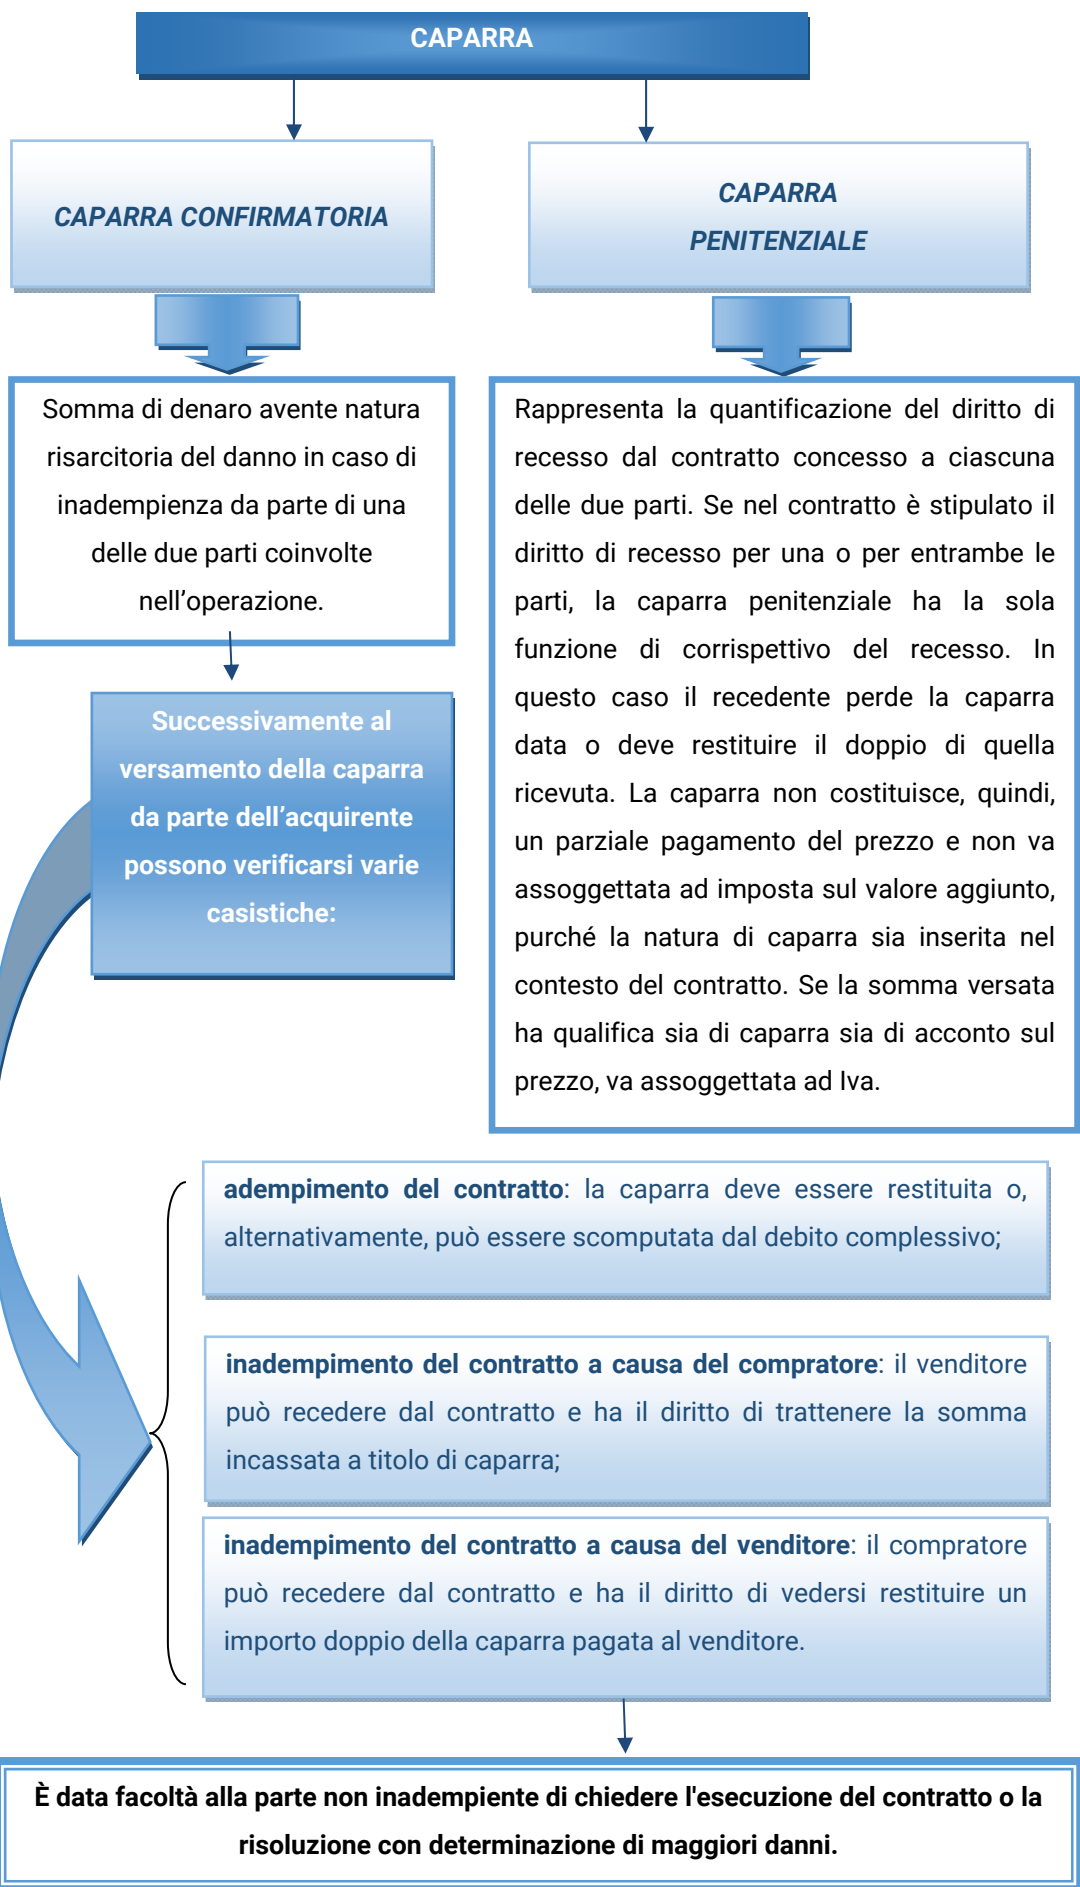 CAPARRA
CAPARRA CONFIRMATORIA
CAPARRA
PENITENZIALE
Somma di denaro avente natura
risarcitoria del danno in caso di
inadempienza da parte di una
delle due parti coinvolte
nell’operazione.
Successivamente al
versamento della caparra
da parte dell’acquirente
possono verificarsi varie
casistiche:
Rappresenta la quantificazione del diritto di
recesso dal contratto concesso a ciascuna
delle due parti. Se nel contratto è stipulato il
diritto di recesso per una o per entrambe le
parti, la caparra penitenziale ha la sola
funzione di corrispettivo del recesso. In
questo caso il recedente perde la caparra
data o deve restituire il doppio di quella
ricevuta. La caparra non costituisce, quindi,
un parziale pagamento del prezzo e non va
assoggettata ad imposta sul valore aggiunto,
purché la natura di caparra sia inserita nel
contesto del contratto. Se la somma versata
ha qualifica sia di caparra sia di acconto sul
prezzo, va assoggettata ad Iva.
adempimento del contratto: la caparra deve essere restituita o,
alternativamente, può essere scomputata dal debito complessivo;
inadempimento del contratto a causa del compratore: il venditore
può recedere dal contratto e ha il diritto di trattenere la somma
incassata a titolo di caparra;
inadempimento del contratto a causa del venditore: il compratore
può recedere dal contratto e ha il diritto di vedersi restituire un
importo doppio della caparra pagata al venditore.
È data facoltà alla parte non inadempiente di chiedere l'esecuzione del contratto o la
risoluzione con determinazione di maggiori danni.